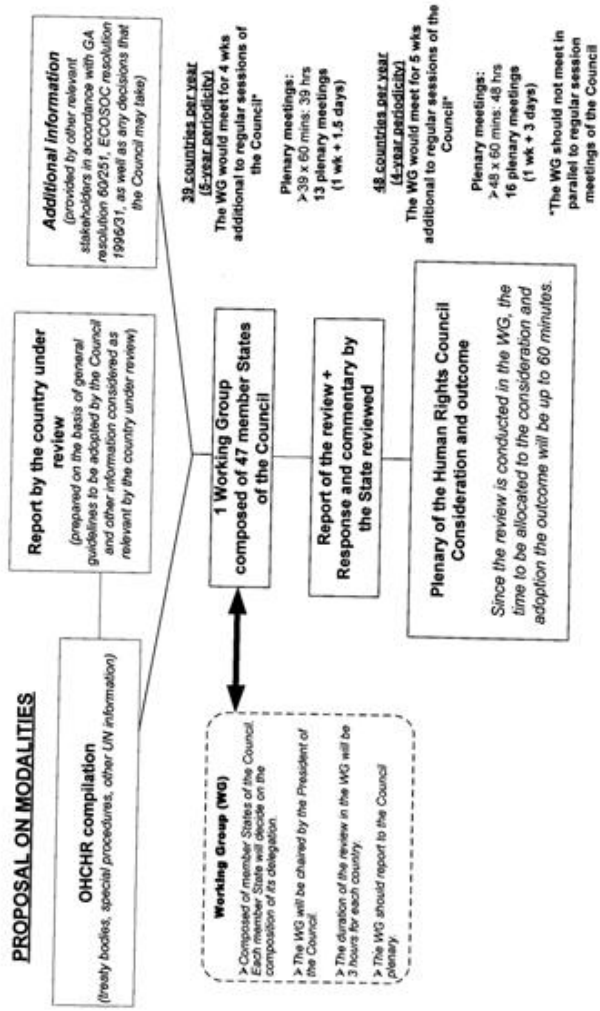 PROPOSAL ON MODALITIES
OHCHR compilation
(treaty bodies, special procedures, other UN information)
Report by the country under
review
(prepared on the basis of general
guidelines to be adopted by the Council
and other information considered as
relevant by the country under review)
Additional information
(provided by other relevant
stakeholders in accordance with GA
resolution 60/251, ECOSOC resolution
1996/31, as well as any decisions that
the Council may take)
Working Group (WG)
➢Composed of member States of the Council.
Each member State will decide on the
composition of its delegation.
➢The WG will be chaired by the President of
the Council.
➢The duration of the review in the WG will be
3 hours for each country.
➢The WG should report to the Council
plenary.
1 Working Group
composed of 47 member States
of the Council
Report of the review +
Response and commentary by
the State reviewed
Plenary of the Human Rights Council
Consideration and outcome
Since the review is conducted in the WG, the
time to be allocated to the consideration and
adoption the outcome will be up to 60 minutes.
39 countries per year
(5-year periodicity)
The WG would meet for 4 wks
additional to regular sessions of
the Council*
Plenary meetings:
➢39 x 60 mins: 39 hrs
13 plenary meetings
(1 wk + 1.5 days)
48 countries per year
(4-year periodicity)
The WG would meet for 5 wks
additional to regular sessions of the
Council*
Plenary meetings:
➢48 x 60 mins: 48 hrs
16 plenary meetings
(1 wk + 3 days)
*The WG should not meet in
parallel to regular session
meetings of the Council